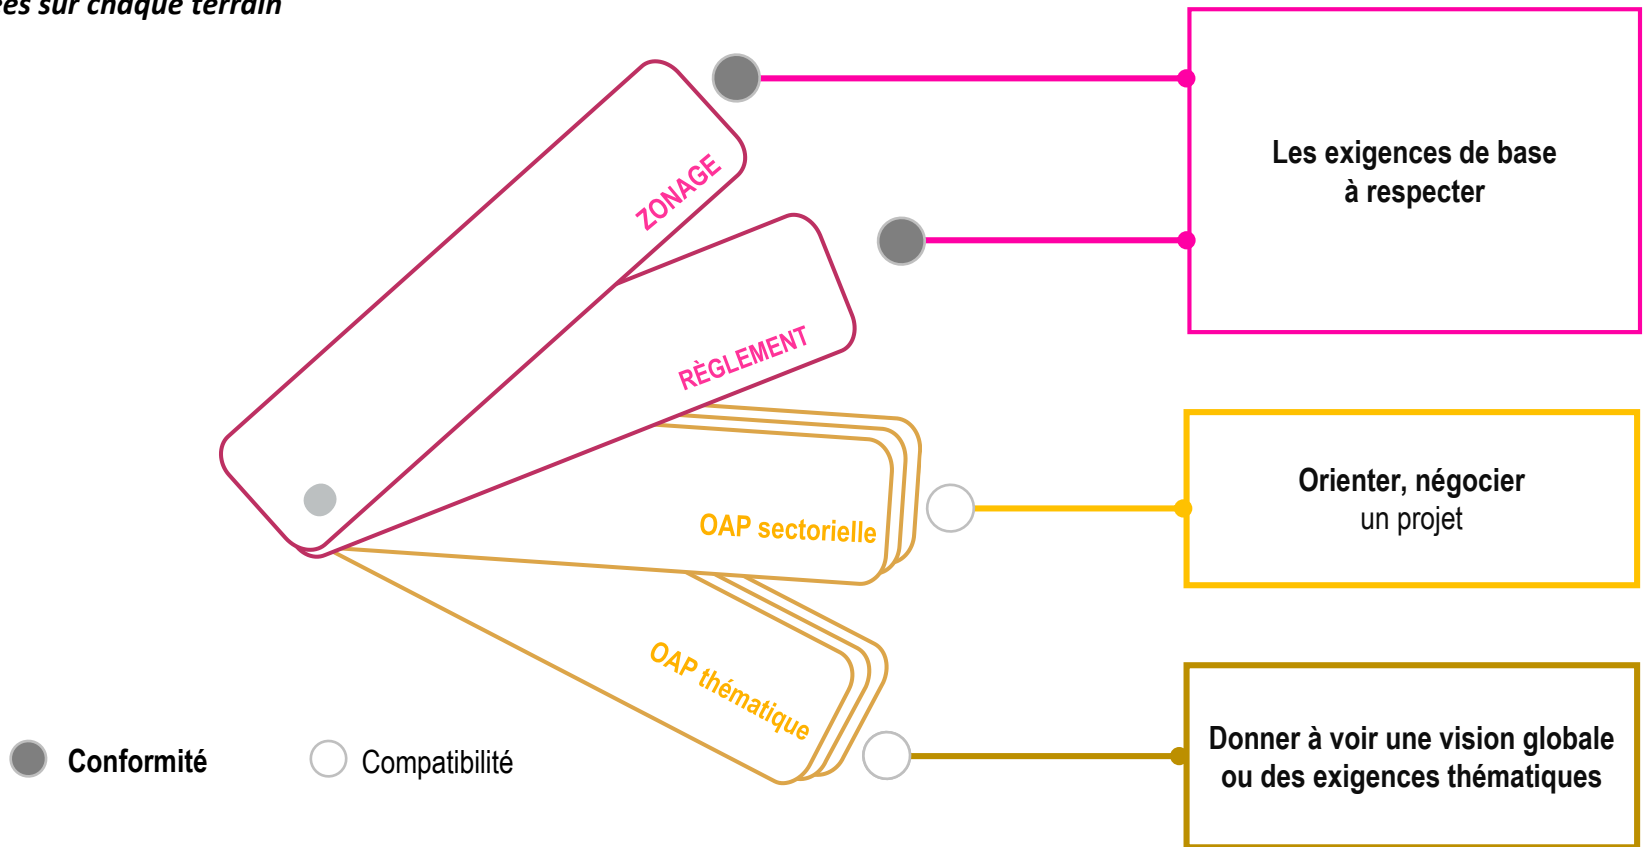 ées sur chaque terrain
ZONAGE
RÈGLEMENT
OAP sectorielle
OAP thématique
Les exigences de base
à respecter
Orienter, négocier
un projet
Donner à voir une vision globale
ou des exigences thématiques
Conformité
Compatibilité